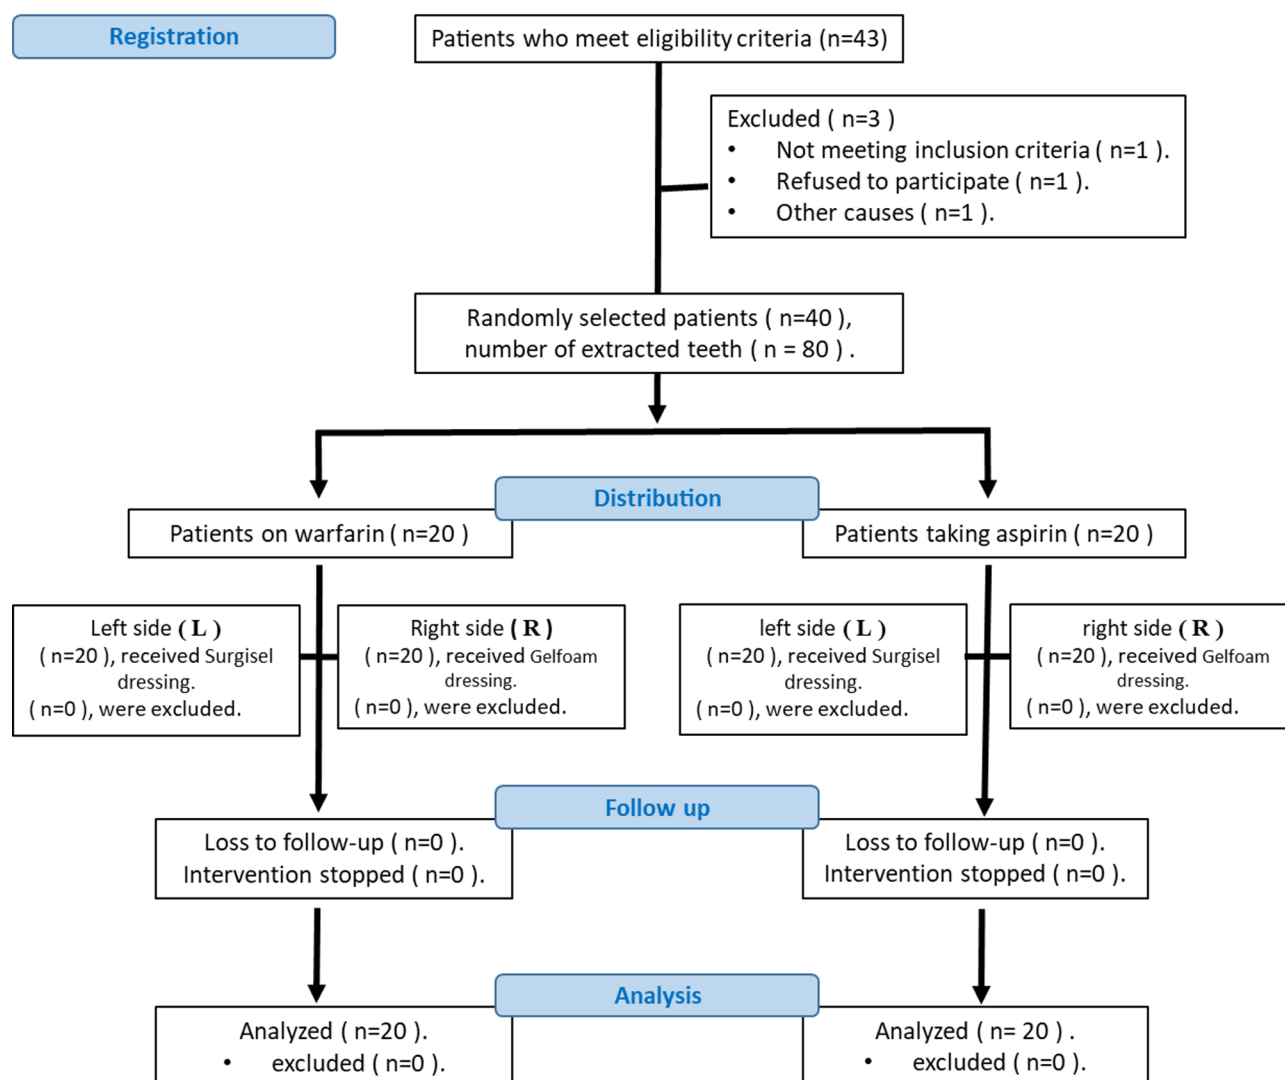 Registration
Patients who meet eligibility criteria (n=43)
Excluded ( n=3 )
• Not meeting inclusion criteria ( n=1 ).
• Refused to participate ( n=1 ).
• Other causes ( n=1 ).
Randomly selected patients ( n=40 ),
number of extracted teeth ( n = 80 ) .
Distribution
Patients on warfarin ( n=20 )
Patients taking aspirin ( n=20 )
Left side ( L )
( n=20 ), received Surgisel
dressing.
( n=0 ), were excluded.
Right side ( R )
( n=20 ), received Gelfoam
dressing.
( n=0 ), were excluded.
left side ( L )
( n=20 ), received Surgisel
dressing.
( n=0 ), were excluded.
right side ( R )
( n=20 ), received Gelfoam
dressing.
( n=0 ), were excluded.
Follow up
Loss to follow-up ( n=0 ).
Intervention stopped ( n=0 ).
Loss to follow-up ( n=0 ).
Intervention stopped ( n=0 ).
Analysis
Analyzed ( n=20 ).
• excluded ( n=0 ).
Analyzed ( n= 20 ) .
• excluded ( n=0 ).